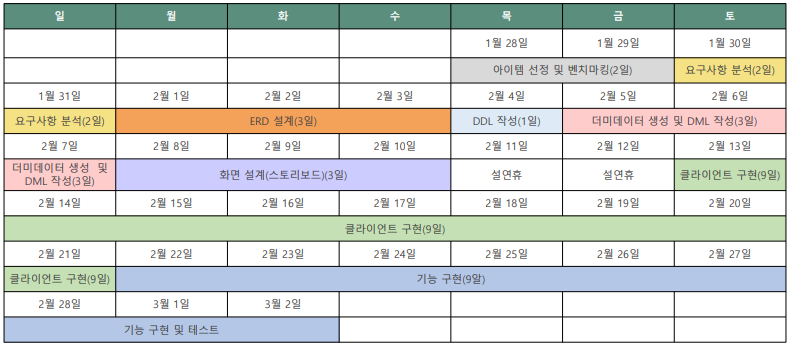 일 월 화 수 목 금 토
1월 28일 1월 29일 1월 30일
아이템 선정 및 벤치마킹(2일) 요구사항 분석(2일)
1월 31일 2월 1일 2월 2일 2월 3일 2월 4일 2월 5일 2월 6일
요구사항 분석(2일) ERD 설계(3일) DDL 작성(1일) 더미데이터 생성 및 DML 작성(3일)
2월 7일 2월 8일 2월 9일 2월 10일 2월 11일 2월 12일 2월 13일
더미데이터 생성 및
DML 작성(3일)
화면 설계(스토리보드)(3일) 설연휴 설연휴 클라이언트 구현(9일)
2월 14일 2월 15일 2월 16일 2월 17일 2월 18일 2월 19일 2월 20일
클라이언트 구현(9일)
2월 21일 2월 22일 2월 23일 2월 24일 2월 25일 2월 26일 2월 27일
클라이언트 구현(9일) 기능 구현(9알)
2월 28일 3월 1일 3월 2일
기능 구현 및 테스트